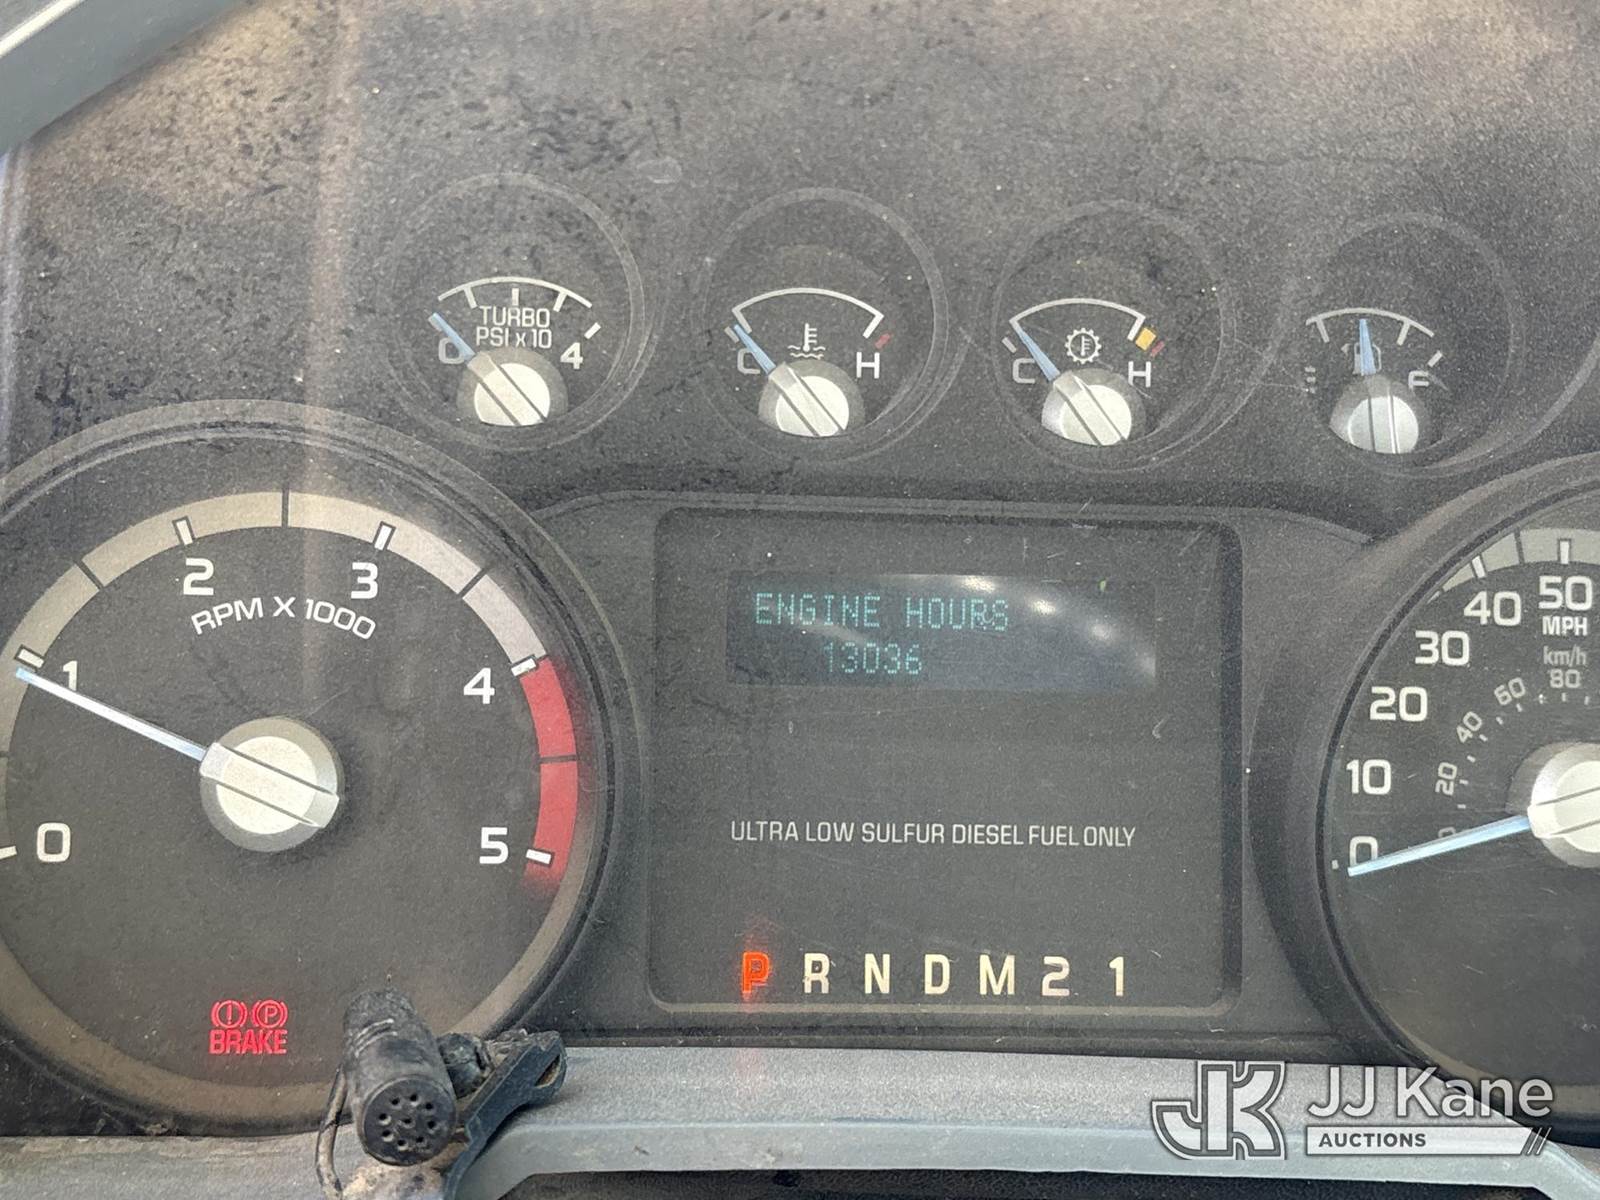 TURBO
PSI x 10
0 4
C H
C H
F
0 1 2 3 4 5
RPM X 1000
BRAKE
P
ENGINE HOURS
13036
ULTRA LOW SULFUR DIESEL FUEL ONLY
P R N D M 2 1
0 10 20 30 40 50
MPH
km/h
20 40 60 80
JK JJ Kane
AUCTIONS